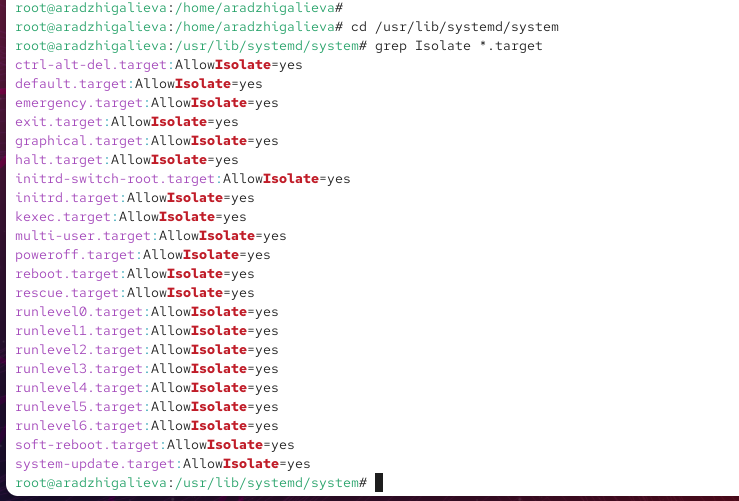 root@aradzhigalieva:/home/aradzhigalieva#
root@aradzhigalieva:/home/aradzhigalieva# cd /usr/lib/systemd/system
root@aradzhigalieva:/usr/lib/systemd/system# grep Isolate *.target
ctrl-alt-del.target:AllowIsolate=yes
default.target:AllowIsolate=yes
emergency.target:AllowIsolate=yes
exit.target:AllowIsolate=yes
graphical.target:AllowIsolate=yes
halt.target:AllowIsolate=yes
initrd-switch-root.target:AllowIsolate=yes
initrd.target:AllowIsolate=yes
kexec.target:AllowIsolate=yes
multi-user.target:AllowIsolate=yes
poweroff.target:AllowIsolate=yes
reboot.target:AllowIsolate=yes
rescue.target:AllowIsolate=yes
runlevel0.target:AllowIsolate=yes
runlevel1.target:AllowIsolate=yes
runlevel2.target:AllowIsolate=yes
runlevel3.target:AllowIsolate=yes
runlevel4.target:AllowIsolate=yes
runlevel5.target:AllowIsolate=yes
runlevel6.target:AllowIsolate=yes
soft-reboot.target:AllowIsolate=yes
system-update.target:AllowIsolate=yes
root@aradzhigalieva:/usr/lib/systemd/system#